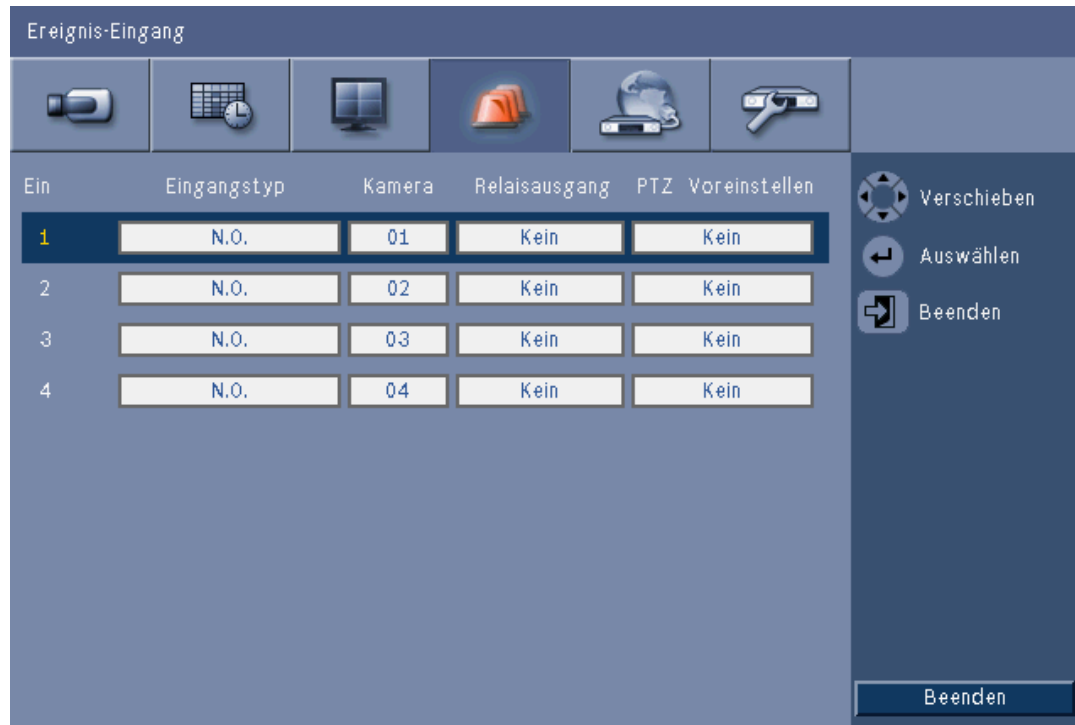 Ereignis-Eingang
Ein Eingangstyp Kamera Relaisausgang PTZ Voreinstellen
1 N.O. 01 Kein Kein
2 N.O. 02 Kein Kein
3 N.O. 03 Kein Kein
4 N.O. 04 Kein Kein
Verschieben
Auswählen
Beenden
Beenden